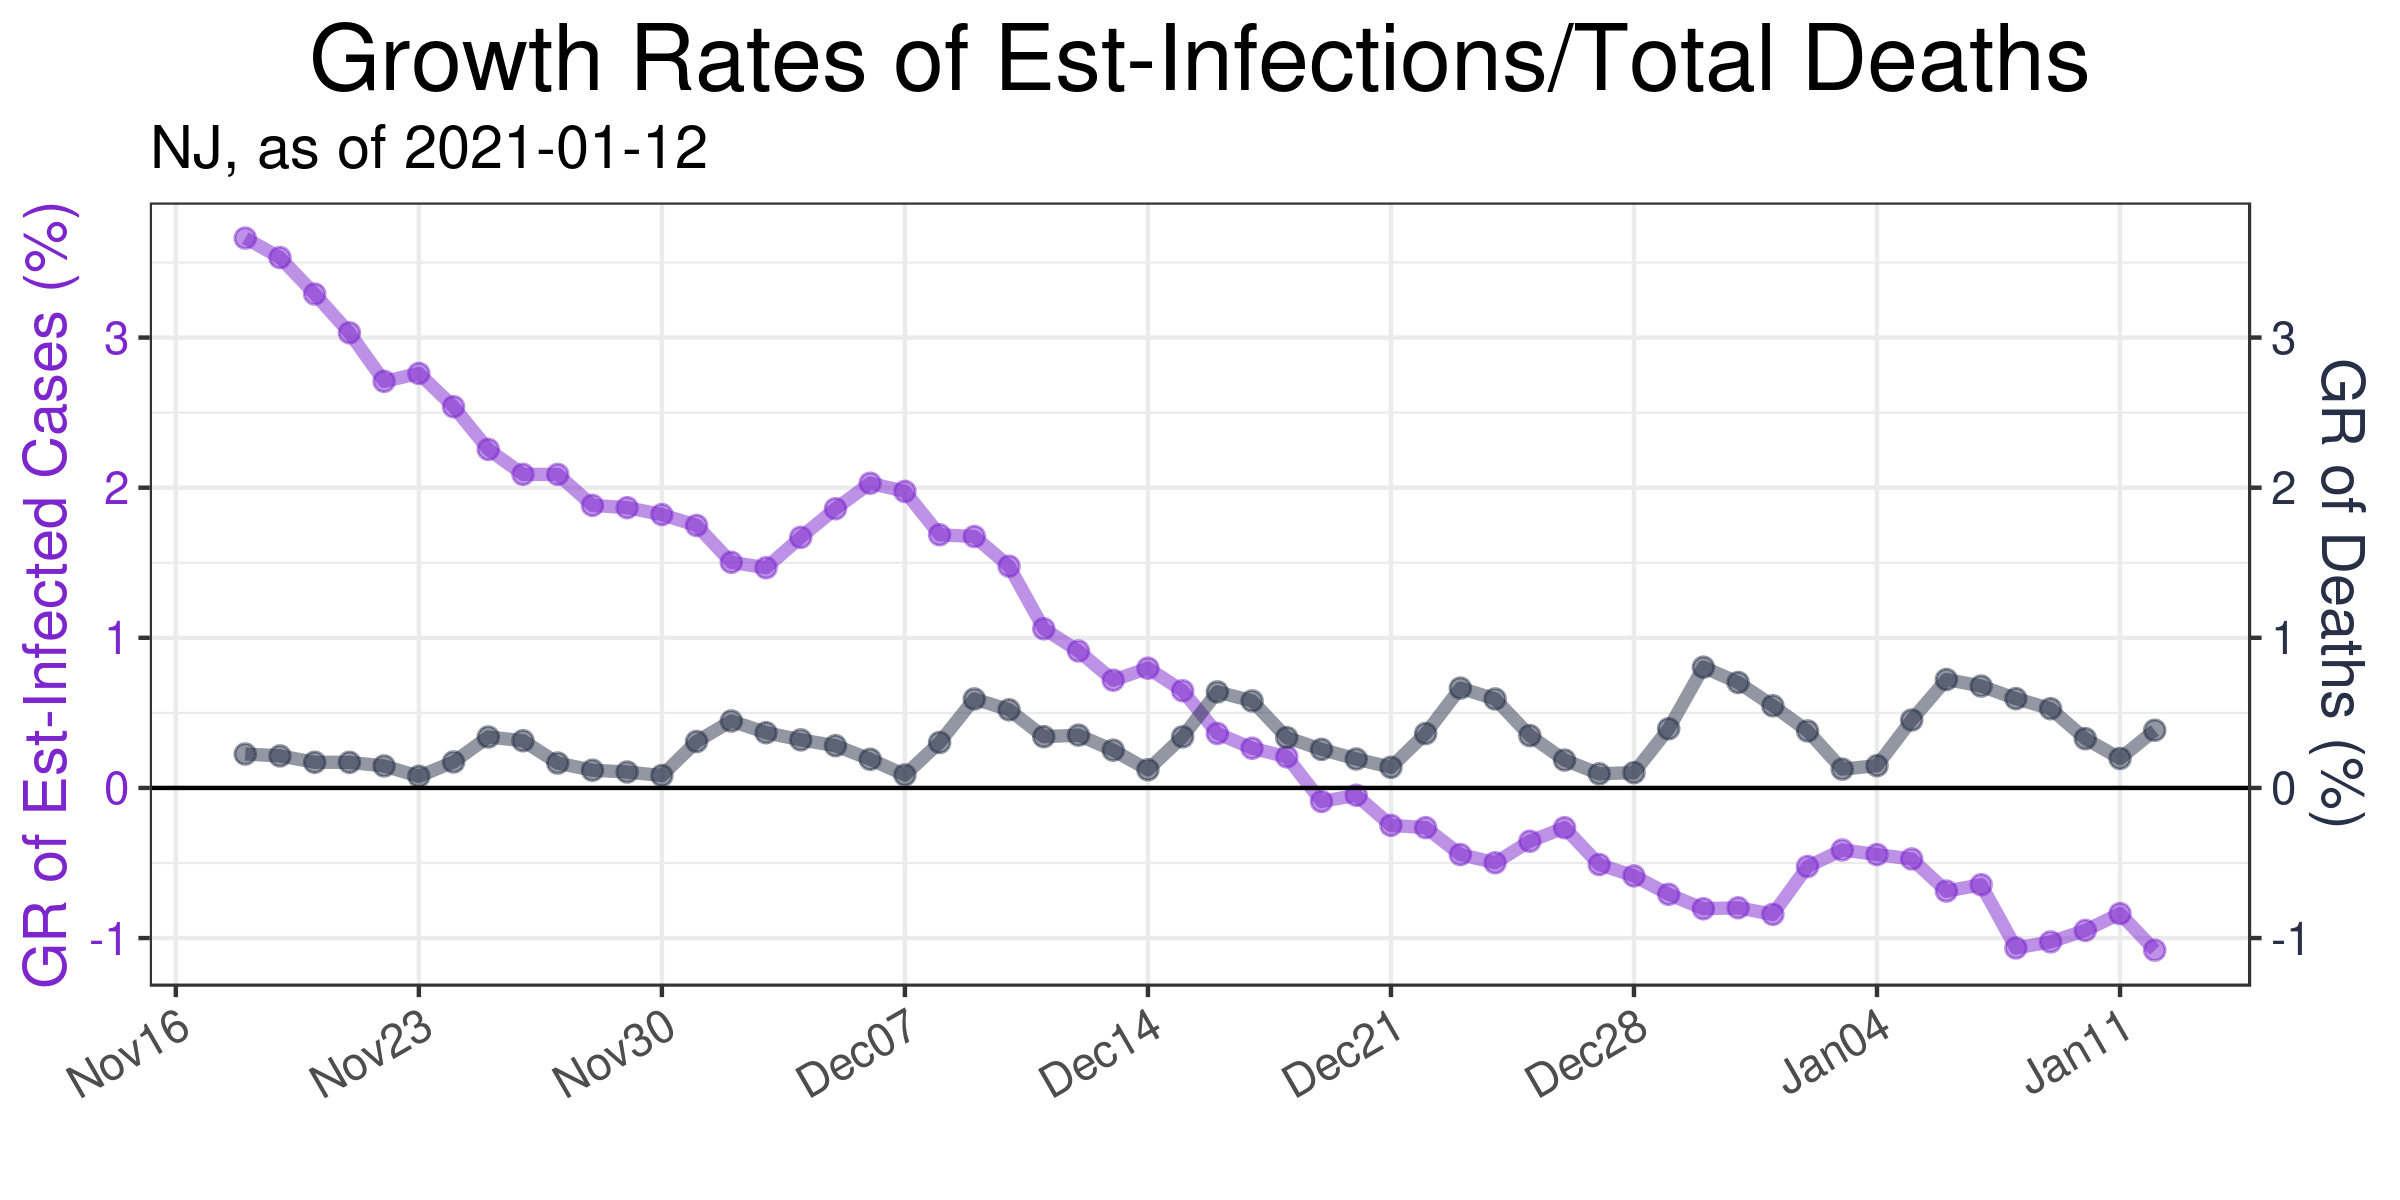 Growth Rates of Est-Infections/Total Deaths
NJ, as of 2021-01-12
GR of Est-Infected Cases (%)
3
2
1
0
-1
3
2
1
0
-1
GR of Deaths (%)
Nov16
Nov23
Nov30
Dec07
Dec14
Dec21
Dec28
Jan04
Jan11